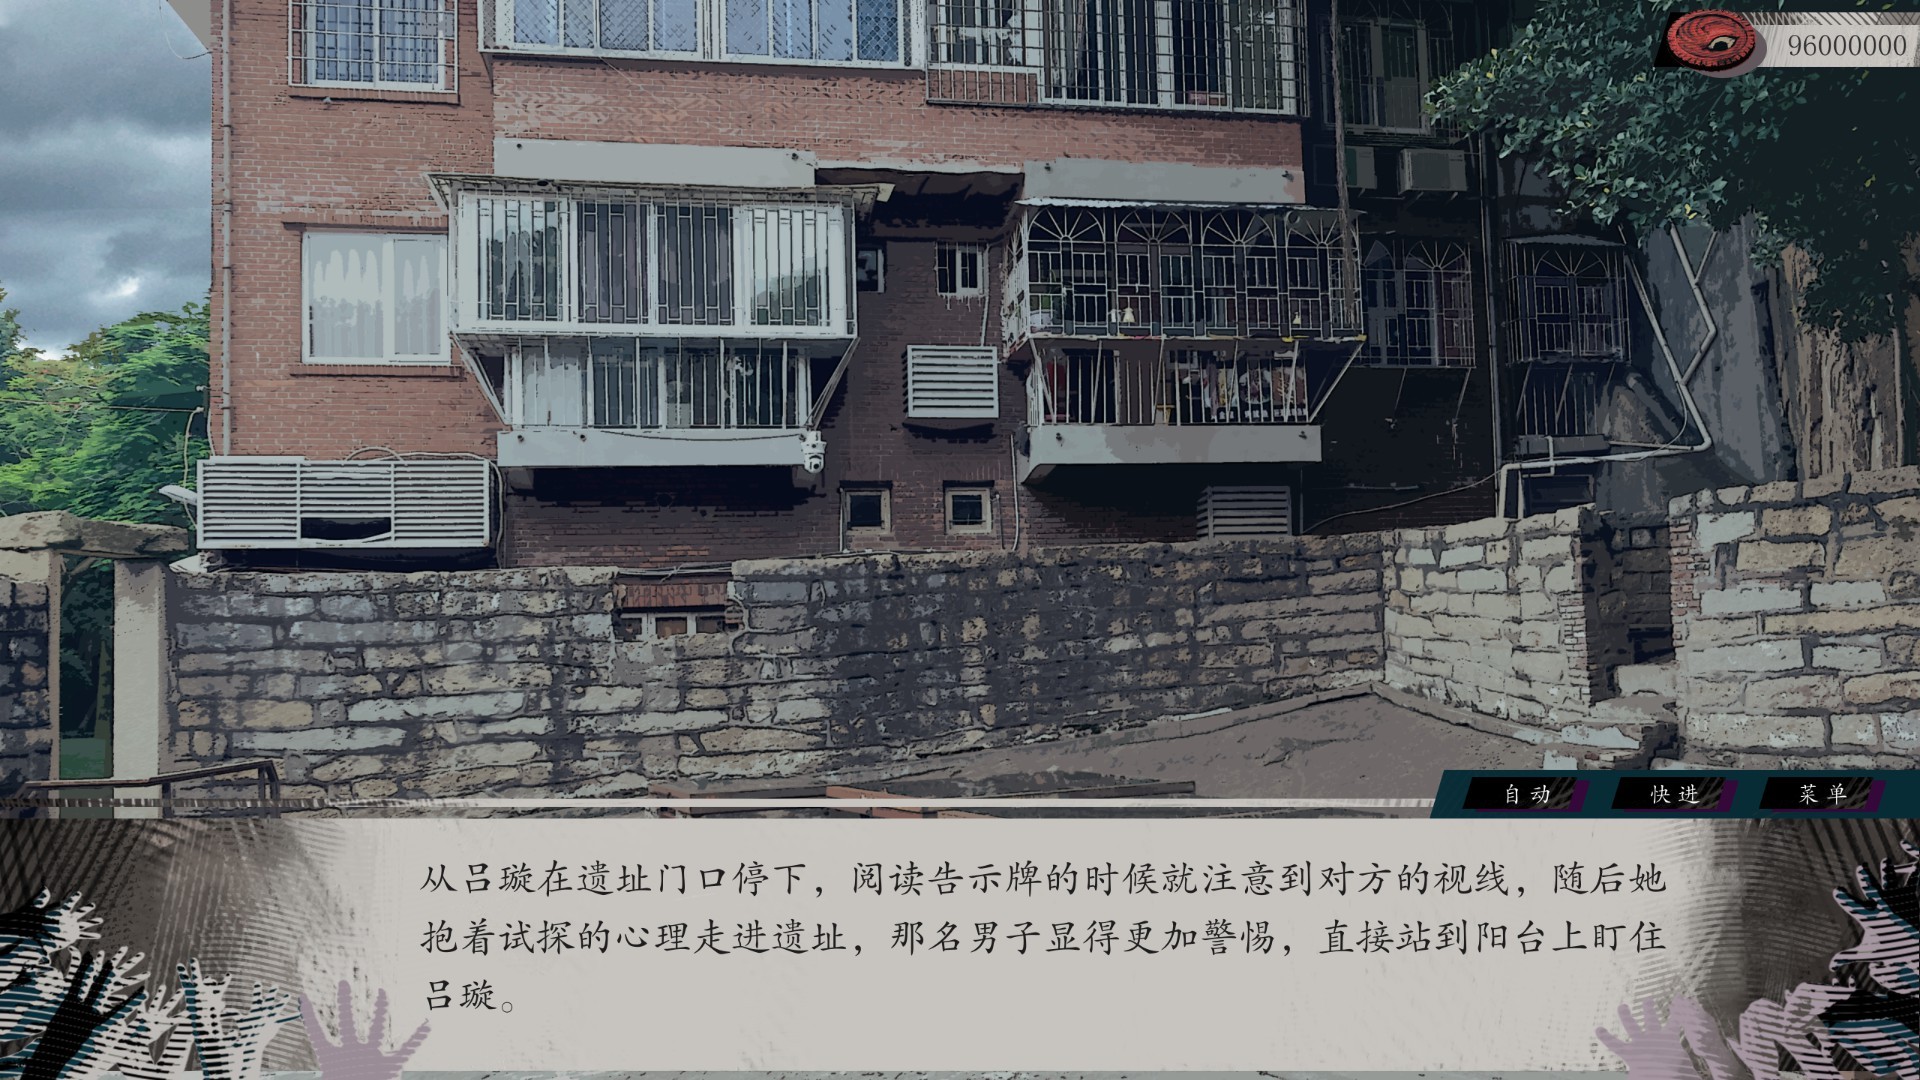 96000000
自动 快进 菜单
从吕璇在遗址门口停下，阅读告示牌的时候就注意到对方的视线，随后她
抱着试探的心理走进遗址，那名男子显得更加警惕，直接站到阳台上盯住
吕璇。